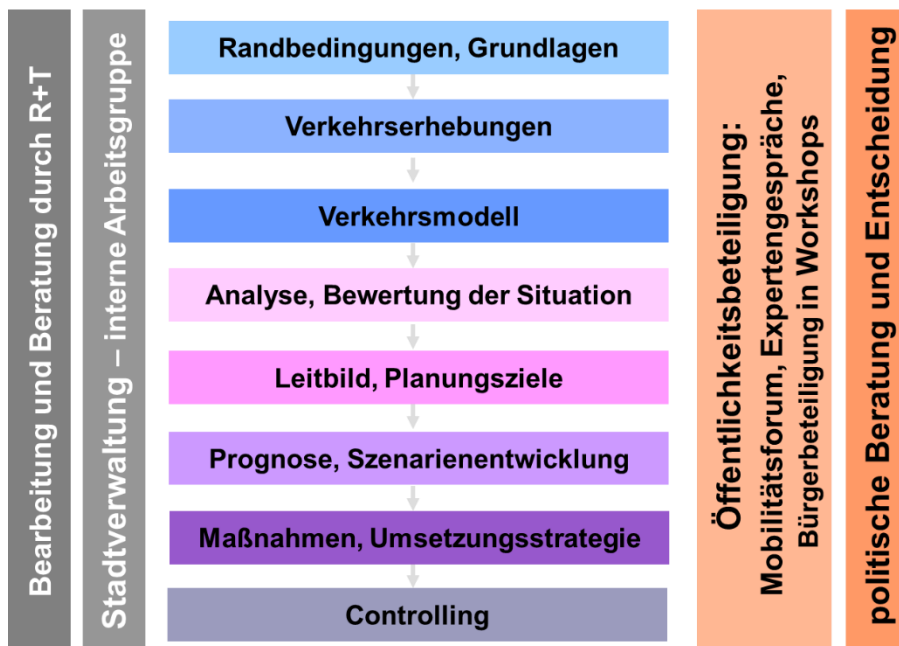 Bearbeitung und Beratung durch R+T
Stadtverwaltung – interne Arbeitsgruppe
Randbedingungen, Grundlagen
Verkehrserhebungen
Verkehrsmodell
Analyse, Bewertung der Situation
Leitbild, Planungsziele
Prognose, Szenarienentwicklung
Maßnahmen, Umsetzungsstrategie
Controlling
Öffentlichkeitsbeteiligung:
Mobilitätsforum, Expertengespräche,
Bürgerbeteiligung in Workshops
politische Beratung und Entscheidung